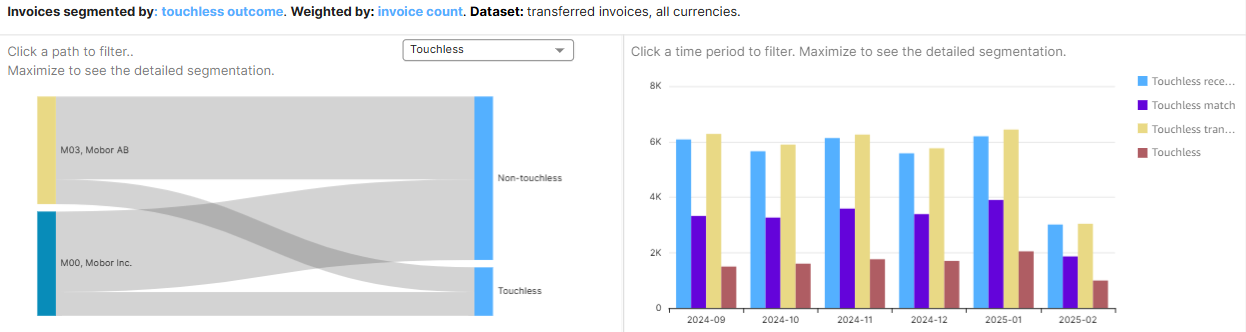 Invoices segmented by: touchless outcome. Weighted by: invoice count. Dataset: transferred invoices, all currencies.
Click a path to filter..
Touchless
Maximize to see the detailed segmentation.
M03, Mobor AB
M00, Mobor Inc.
Non-touchless
Touchless
Click a time period to filter. Maximize to see the detailed segmentation.
8K
6K
4K
2K
0
2024-09
2024-10
2024-11
2024-12
2025-01
2025-02
Touchless rece...
Touchless match
Touchless tran...
Touchless